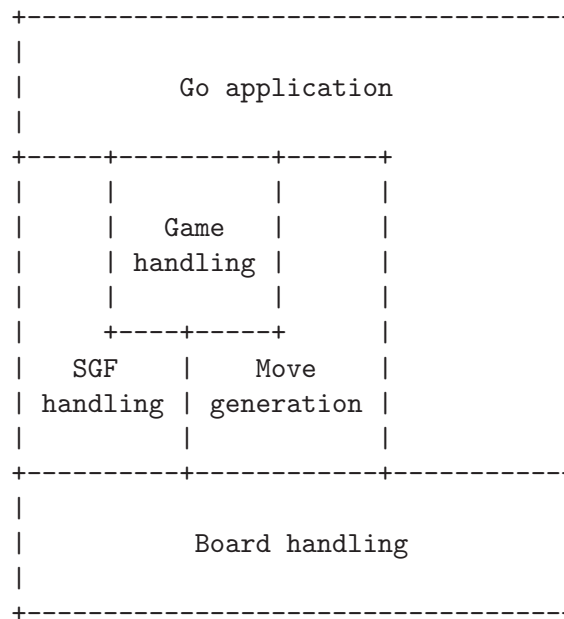 Go application
Game
handling
SGF Move
handling generation
Board handling